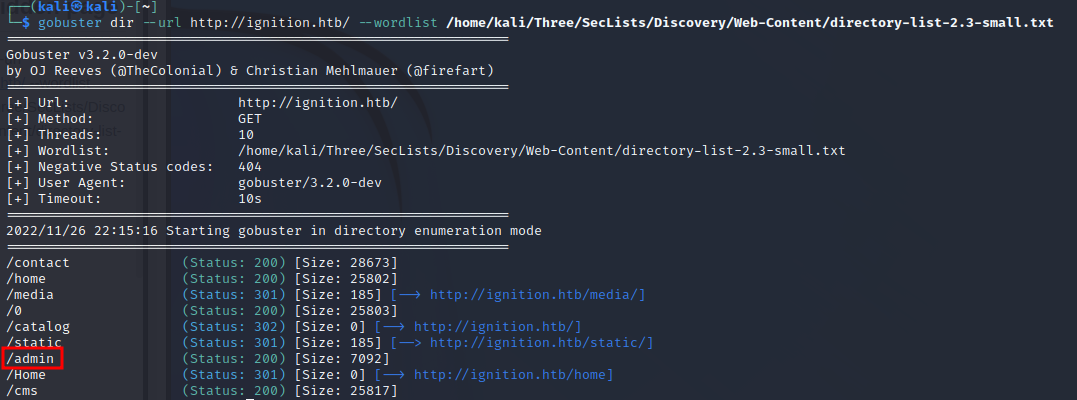 ┌──(kali㉿kali)-[~]
└─$ gobuster dir --url http://ignition.htb/ --wordlist /home/kali/Three/SecLists/Discovery/Web-Content/directory-list-2.3-small.txt
===============================================================
Gobuster v3.2.0-dev
by OJ Reeves (@TheColonial) & Christian Mehlmauer (@firefart)
===============================================================
[+] Url:                     http://ignition.htb/
[+] Method:                  GET
[+] Threads:                 10
[+] Wordlist:                /home/kali/Three/SecLists/Discovery/Web-Content/directory-list-2.3-small.txt
[+] Negative Status codes:   404
[+] User Agent:              gobuster/3.2.0-dev
[+] Timeout:                 10s
===============================================================
2022/11/26 22:15:16 Starting gobuster in directory enumeration mode
===============================================================
/contact              (Status: 200) [Size: 28673]
/home                 (Status: 200) [Size: 25802]
/media                (Status: 301) [Size: 185] [--> http://ignition.htb/media/]
/0                    (Status: 200) [Size: 25803]
/catalog              (Status: 302) [Size: 0] [--> http://ignition.htb/]
/static               (Status: 301) [Size: 185] [--> http://ignition.htb/static/]
/admin                (Status: 200) [Size: 7092]
/Home                 (Status: 301) [Size: 0] [--> http://ignition.htb/home]
/cms                  (Status: 200) [Size: 25817]